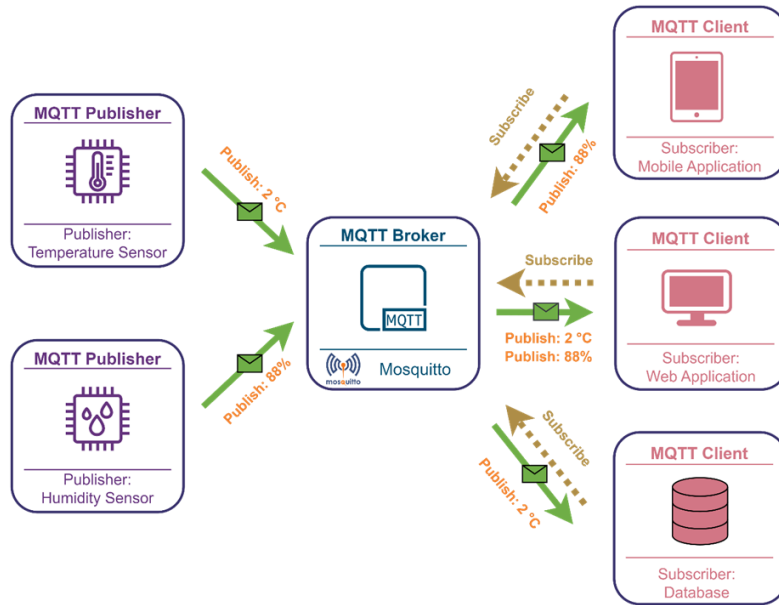 MQTT Publisher
Publisher:
Temperature Sensor
Publish: 2 °C
MQTT Publisher
Publisher:
Humidity Sensor
Publish: 88%
MQTT Broker
MQTT
mosquitto
Mosquitto
Subscribe
Publish: 88%
MQTT Client
Subscriber:
Mobile Application
Subscribe
Publish: 2 °C
Publish: 88%
MQTT Client
Subscriber:
Web Application
Subscribe
Publish: 2 °C
MQTT Client
Subscriber:
Database